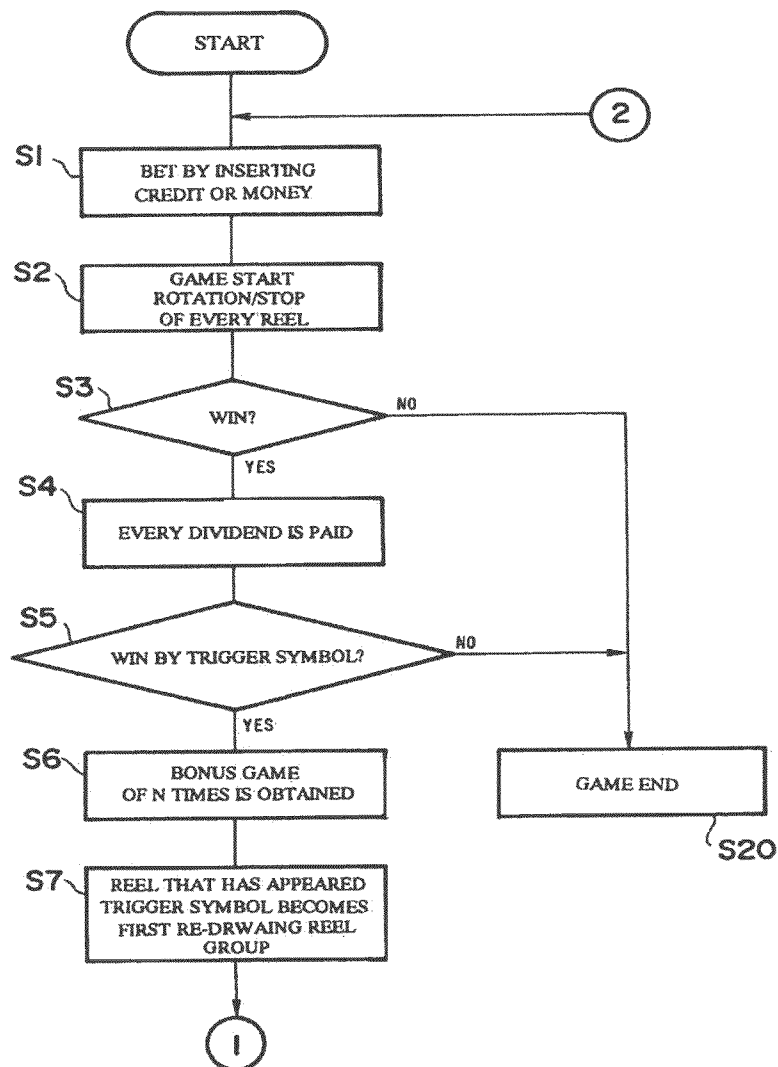 START
2
S1
BET BY INSERTING
CREDIT OR MONEY
S2
GAME START
ROTATION/STOP
OF EVERY REEL
S3
WIN?
NO
YES
S4
EVERY DIVIDEND IS PAID
S5
WIN BY TRIGGER SYMBOL?
NO
YES
S6
BONUS GAME
OF N TIMES IS OBTAINED
GAME END
S20
S7
REEL THAT HAS APPEARED
TRIGGER SYMBOL BECOMES
FIRST RE-DRWAING REEL
GROUP
1